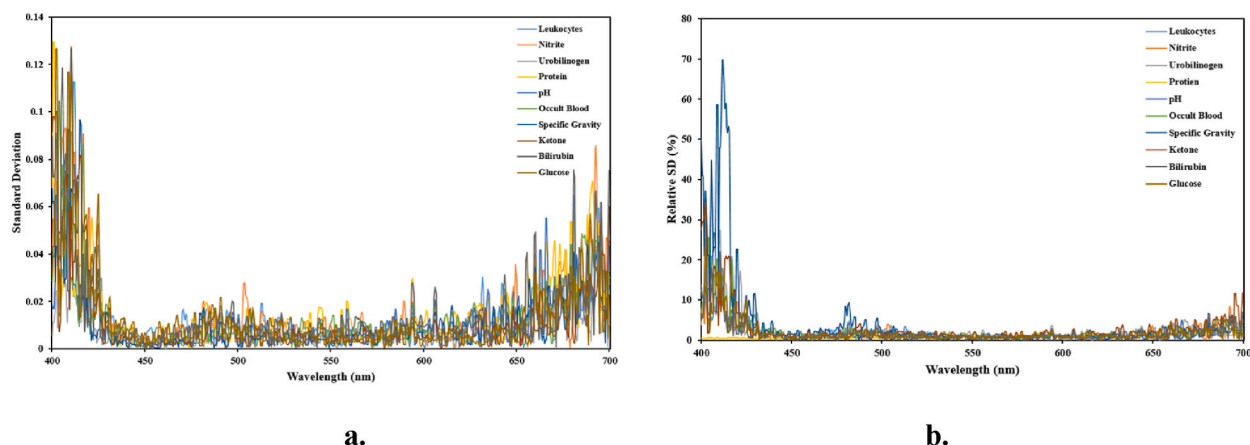 0.14
0.12
0.1
0.08
0.06
0.04
0.02
0
Standard Deviation
400 450 500 550 600 650 700
Wavelength (nm)
Leukocytes
Nitrite
Urobilinogen
Protein
pH
Occult Blood
Specific Gravity
Ketone
Bilirubin
Glucose
a.
80
70
60
50
40
30
20
10
0
Relative SD (%)
400 450 500 550 600 650 700
Wavelength (nm)
Leukocytes
Nitrite
Urobilinogen
Protien
pH
Occult Blood
Specific Gravity
Ketone
Bilirubin
Glucose
b.